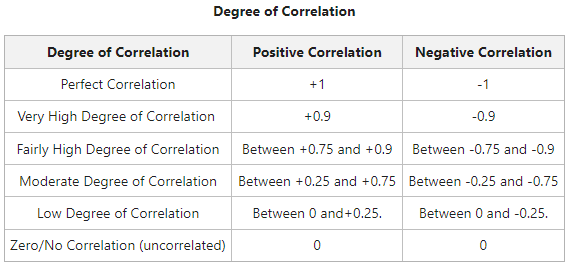 Degree of Correlation
Degree of Correlation Positive Correlation Negative Correlation
Perfect Correlation +1 -1
Very High Degree of Correlation +0.9 -0.9
Fairly High Degree of Correlation Between +0.75 and +0.9 Between -0.75 and -0.9
Moderate Degree of Correlation Between +0.25 and +0.75 Between -0.25 and -0.75
Low Degree of Correlation Between 0 and+0.25. Between 0 and -0.25.
Zero/No Correlation (uncorrelated) 0 0